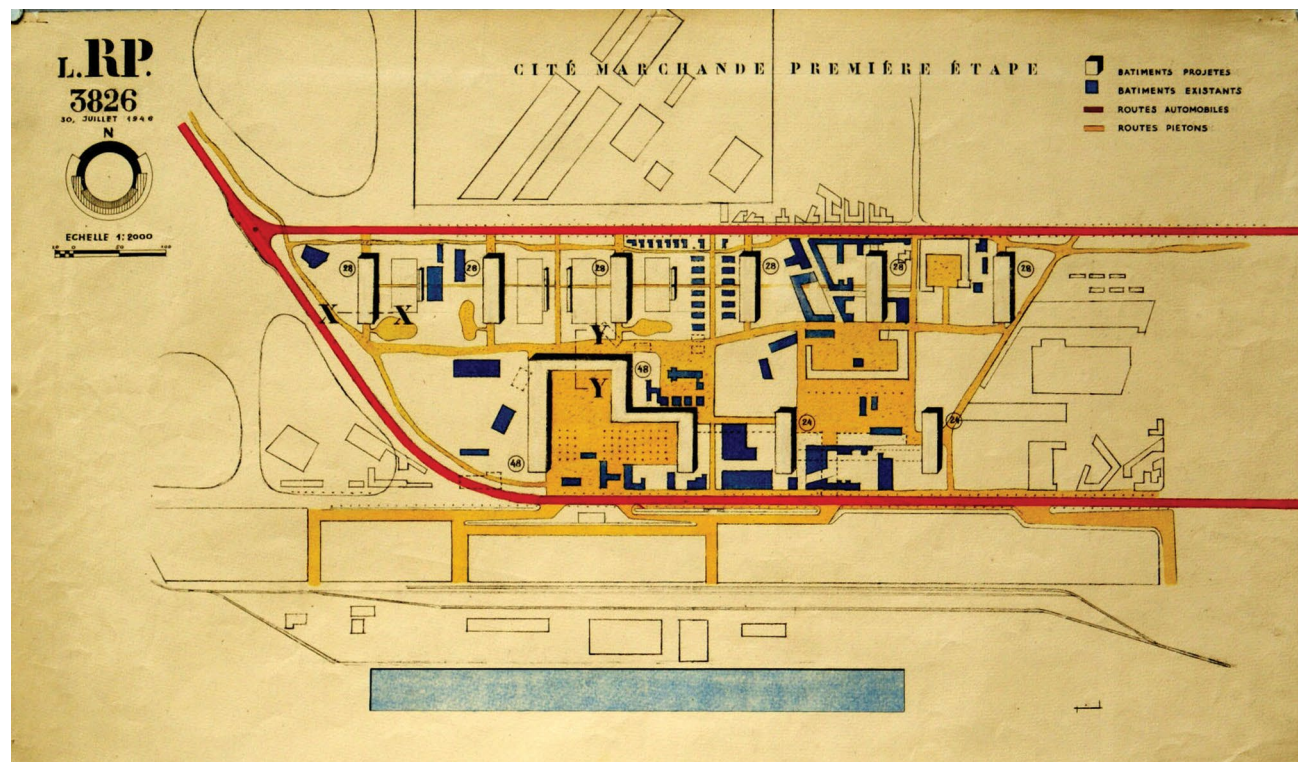 L.RP.
3826
30, JUILLET 1946
N
ECHELLE 1:2000
CITÉ MARCHANDE PREMIÈRE ÉTAPE
BATIMENTS PROJETES
BATIMENTS EXISTANTS
ROUTES AUTOMOBILES
ROUTES PIETONS
28
28
28
28
28
28
X
X
Y
48
Y
24
24
48